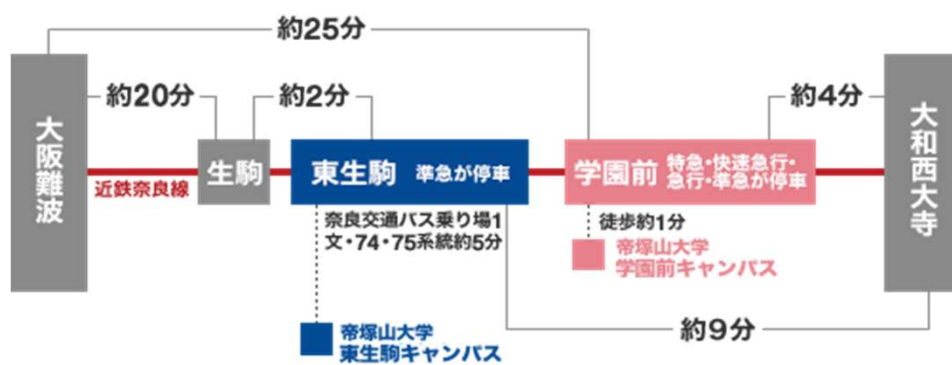 約25分
約20分
約2分
約4分
大阪難波
近鉄奈良線
生駒
東生駒 準急が停車
学園前 特急・快速急行・
急行・準急が停車
大和西大寺
奈良交通バス乗り場1
文・74・75系統約5分
徒歩約1分
帝塚山大学
学園前キャンパス
帝塚山大学
東生駒キャンパス
約9分